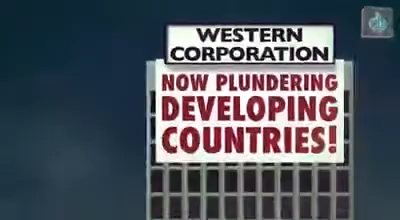 WESTERN
CORPORATION
NOW PLUNDERING
DEVELOPING
COUNTRIES!